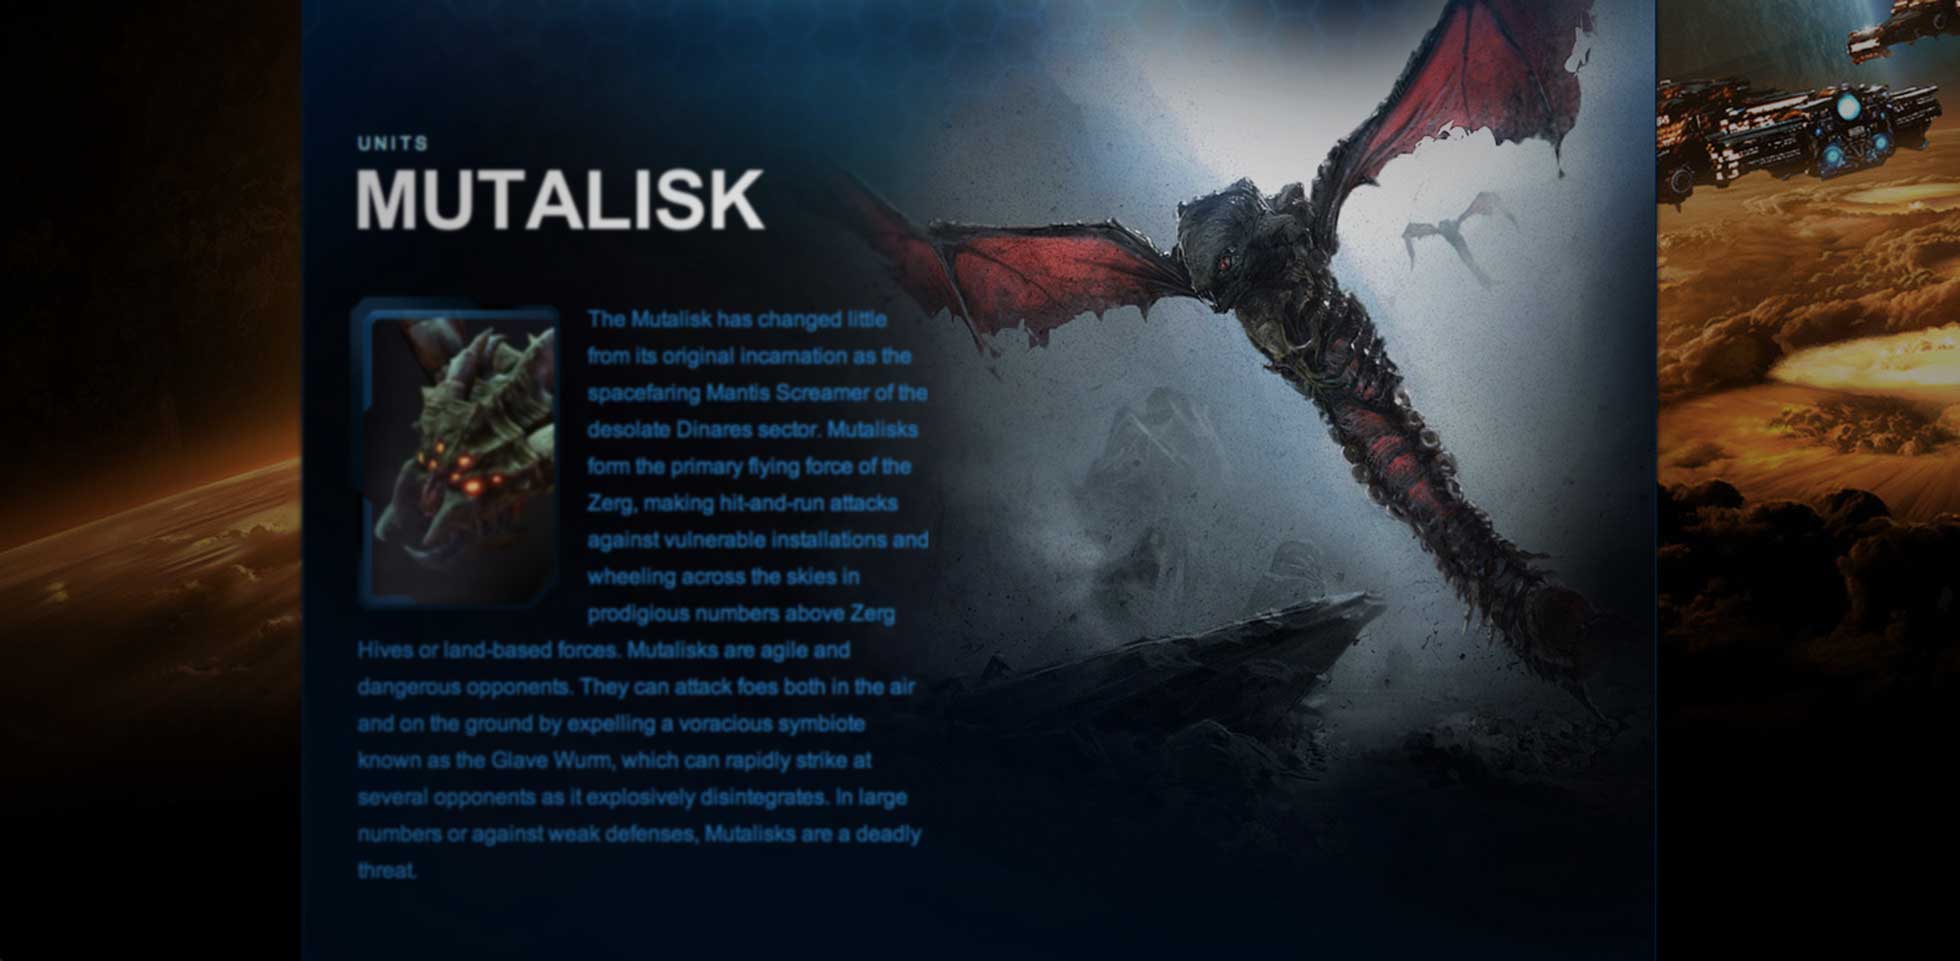 UNITS
MUTALISK
The Mutalisk has changed little
from its original incarnation as the
spacefaring Mantis Screamer of the
desolate Dinares sector. Mutalisks
form the primary flying force of the
Zerg, making hit-and-run attacks
against vulnerable installations and
wheeling across the skies in
prodigious numbers above Zerg
Hives or land-based forces. Mutalisks are agile and
dangerous opponents. They can attack foes both in the air
and on the ground by expelling a voracious symbiote
known as the Glave Wurm, which can rapidly strike at
several opponents as it explosively disintegrates. In large
numbers or against weak defenses, Mutalisks are a deadly
threat.